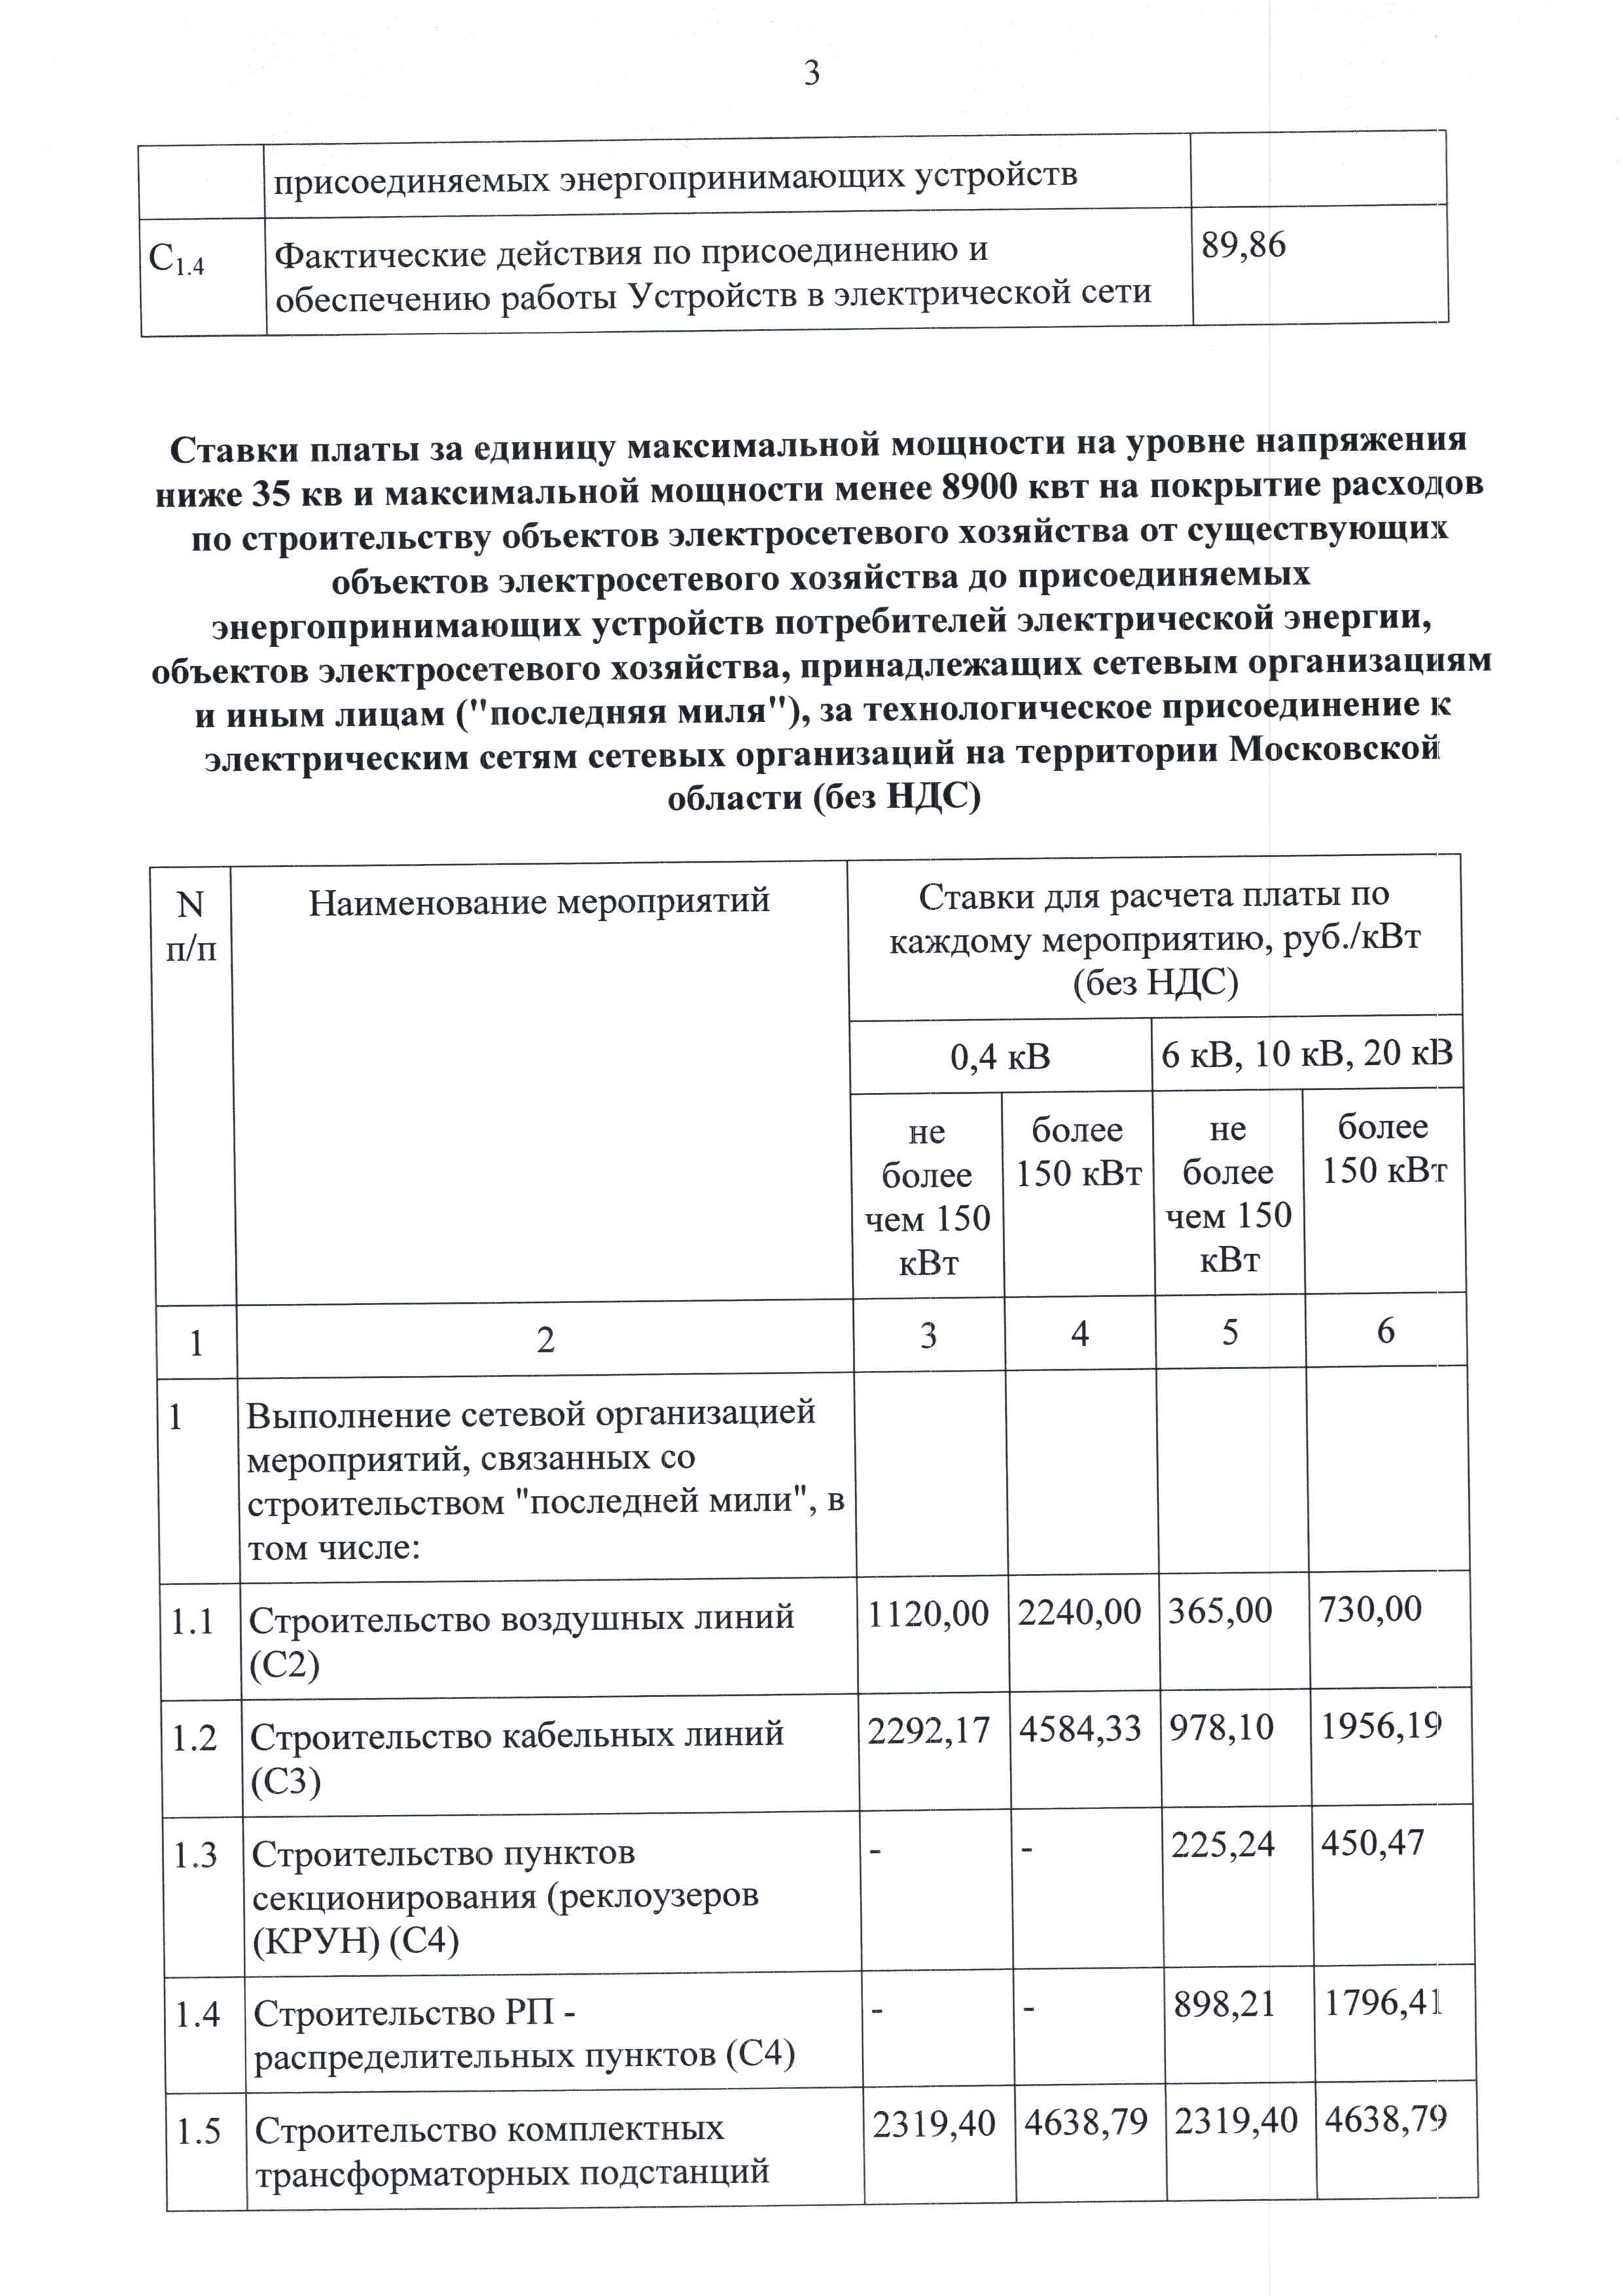 3
присоединяемых энергопринимающих устройств
С1.4
Фактические действия по присоединению и
обеспечению работы Устройств в электрической сети
89,86
Ставки платы за единицу максимальной мощности на уровне напряжения
ниже 35 кв и максимальной мощности менее 8900 квт на покрытие расходов
по строительству объектов электросетевого хозяйства от существующих
объектов электросетевого хозяйства до присоединяемых
энергопринимающих устройств потребителей электрической энергии,
объектов электросетевого хозяйства, принадлежащих сетевым организациям
и иным лицам ("последняя миля"), за технологическое присоединение к
электрическим сетям сетевых организаций на территории Московской
области (без НДС)
N
п/п
Наименование мероприятий
Ставки для расчета платы по
каждому мероприятию, руб./кВт
(без НДС)
0,4 кВ
6 кВ, 10 кВ, 20 кВ
не
более
чем 150
кВт
более
150 кВт
не
более
чем 150
кВт
более
150 кВт
1 2 3 4 5 6
1
Выполнение сетевой организацией
мероприятий, связанных со
строительством "последней мили", в
том числе:
1.1 Строительство воздушных линий 1120,00 2240,00 365,00 730,00
(С2)
1.2 Строительство кабельных линий 2292,17 4584,33 978,10 1956,19
(С3)
1.3 Строительство пунктов - - 225,24 450,47
секционирования (реклоузеров
(КРУН) (С4)
1.4 Строительство РП - - - 898,21 1796,41
распределительных пунктов (С4)
1.5 Строительство комплектных 2319,40 4638,79 2319,40 4638,79
трансформаторных подстанций